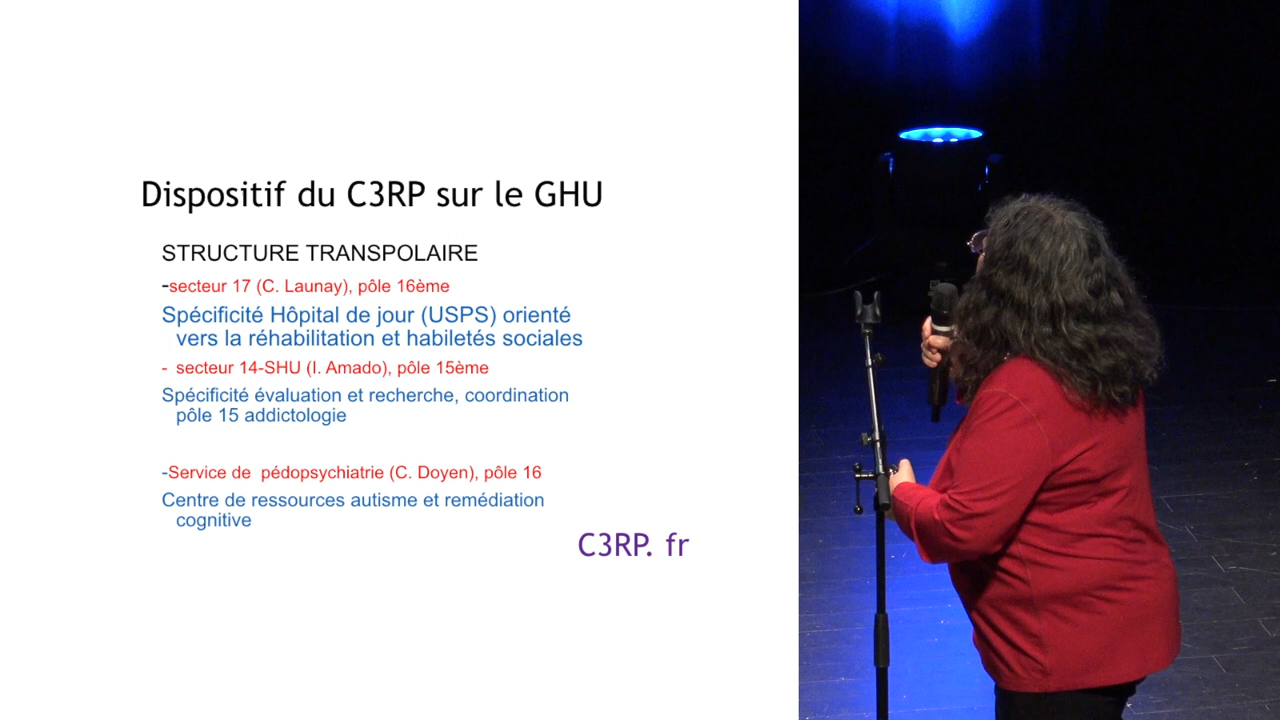 Dispositif du C3RP sur le GHU
STRUCTURE TRANSPOLAIRE
-secteur 17 (C. Launay), pôle 16ème
Spécificité Hôpital de jour (USPS) orienté
vers la réhabilitation et habiletés sociales
- secteur 14-SHU (I. Amado), pôle 15ème
Spécificité évaluation et recherche, coordination
pôle 15 addictologie
-Service de pédopsychiatrie (C. Doyen), pôle 16
Centre de ressources autisme et remédiation
cognitive
C3RP. fr